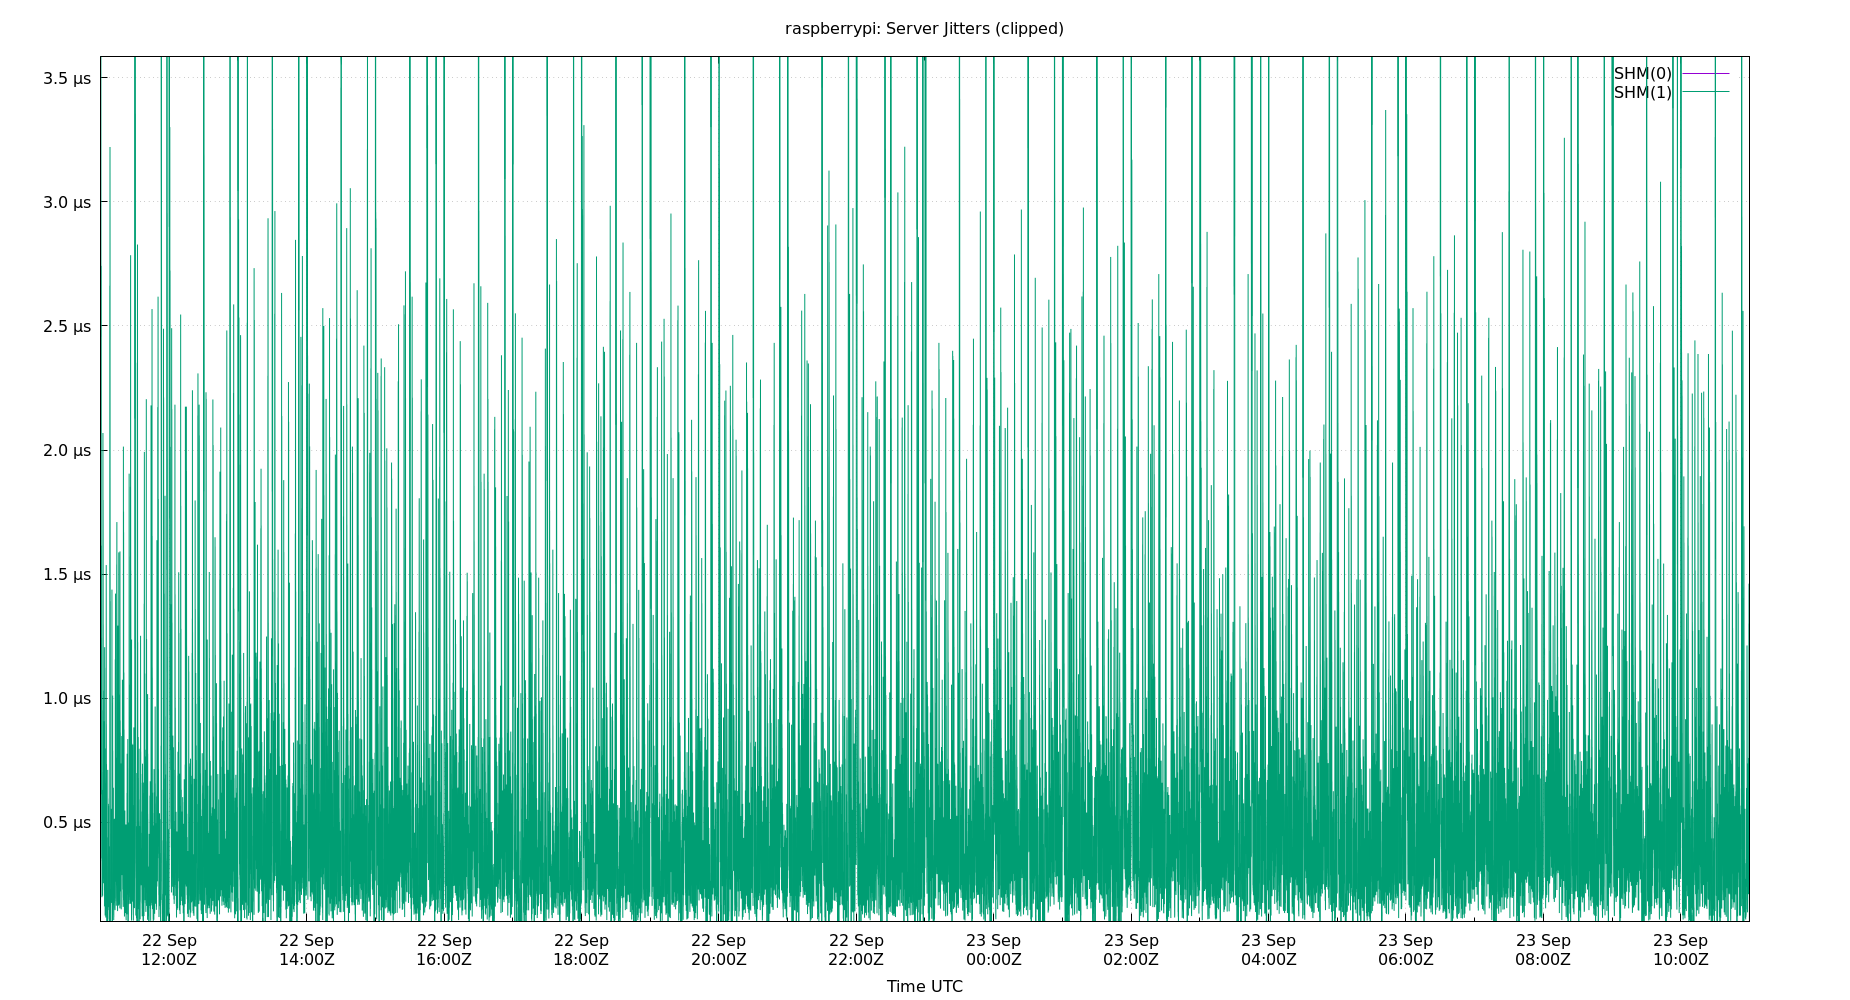 raspberrypi: Server Jitters (clipped)
SHM(0)
SHM(1)
3.5 µs
3.0 µs
2.5 µs
2.0 µs
1.5 µs
1.0 µs
0.5 µs
22 Sep 22 Sep 22 Sep 22 Sep 22 Sep 22 Sep 23 Sep 23 Sep 23 Sep 23 Sep 23 Sep 23 Sep
12:00Z 14:00Z 16:00Z 18:00Z 20:00Z 22:00Z 00:00Z 02:00Z 04:00Z 06:00Z 08:00Z 10:00Z
Time UTC